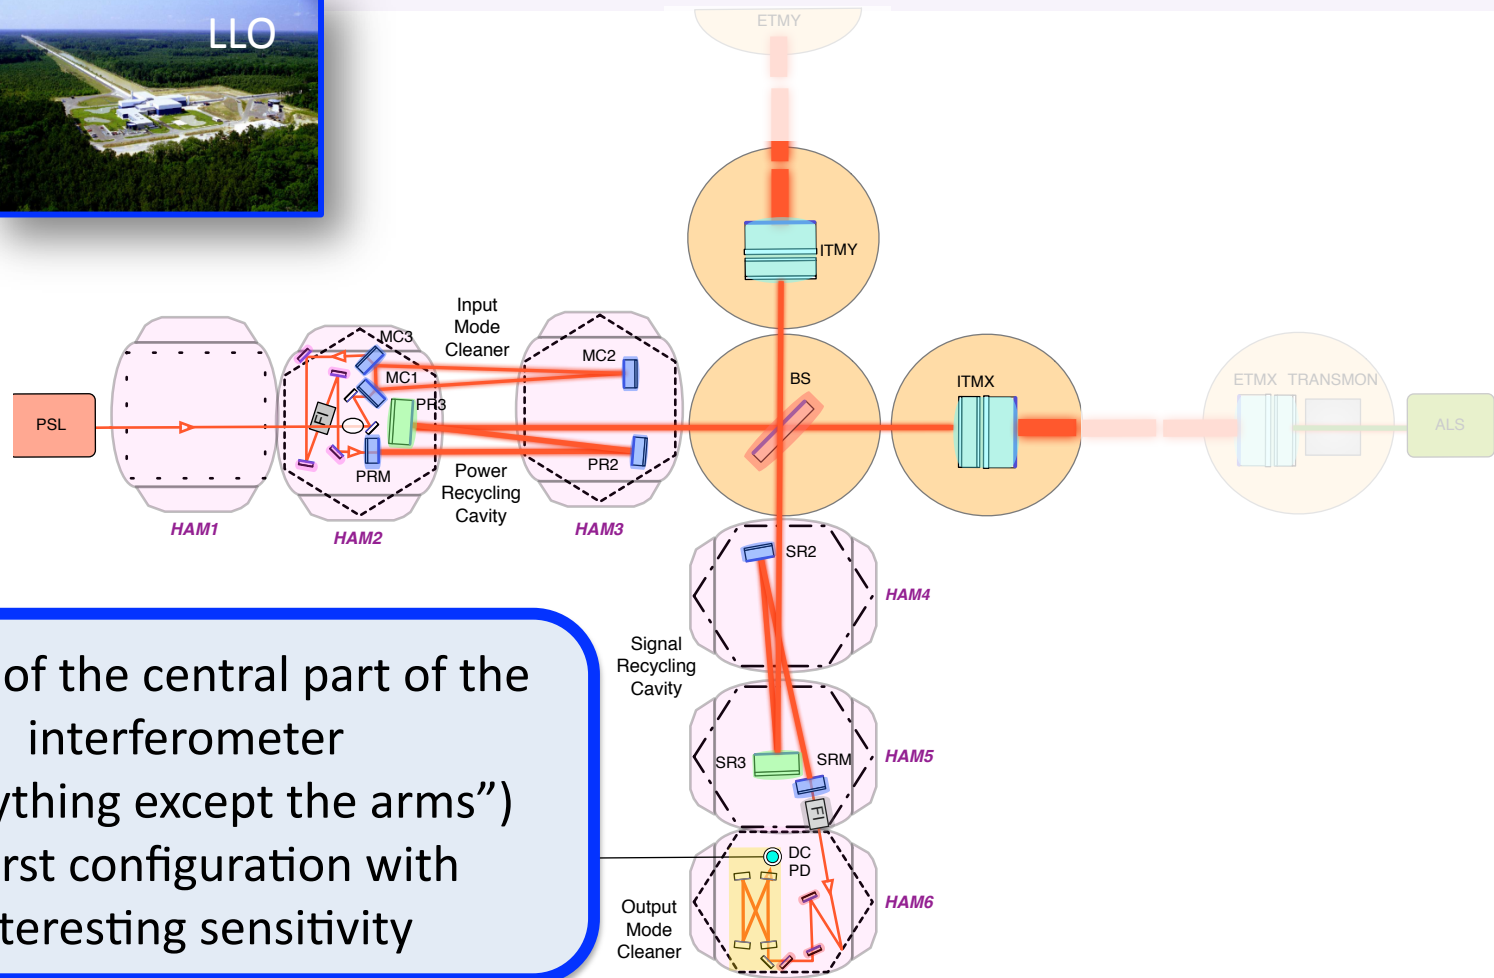 LLO
ETMY
ITMY
Input
Mode
Cleaner
MC3
MC2
MC1
BS
ITMX
ETMX TRANSMON
PSL
FI
PR3
ALS
PRM
PR2
Power
Recycling
Cavity
HAM1
HAM2
HAM3
SR2
HAM4
Signal
Recycling
Cavity
SR3
SRM
HAM5
FI
DC
PD
HAM6
Output
Mode
Cleaner
of the central part of the
interferometer
ything except the arms”)
rst configuration with
teresting sensitivity